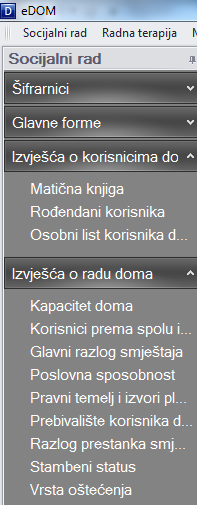 D eDOM
Socijalni rad Radna terapija
Socijalni rad
Šifrarnici
Glavne forme
Izvješća o korisnicima do
Matična knjiga
Rođendani korisnika
Osobni list korisnika d...
Izvješća o radu doma
Kapacitet doma
Korisnici prema spolu i...
Glavni razlog smještaja
Poslovna sposobnost
Pravni temelj i izvori pl...
Prebivalište korisnika d...
Razlog prestanka smj...
Stambeni status
Vrsta oštećenja